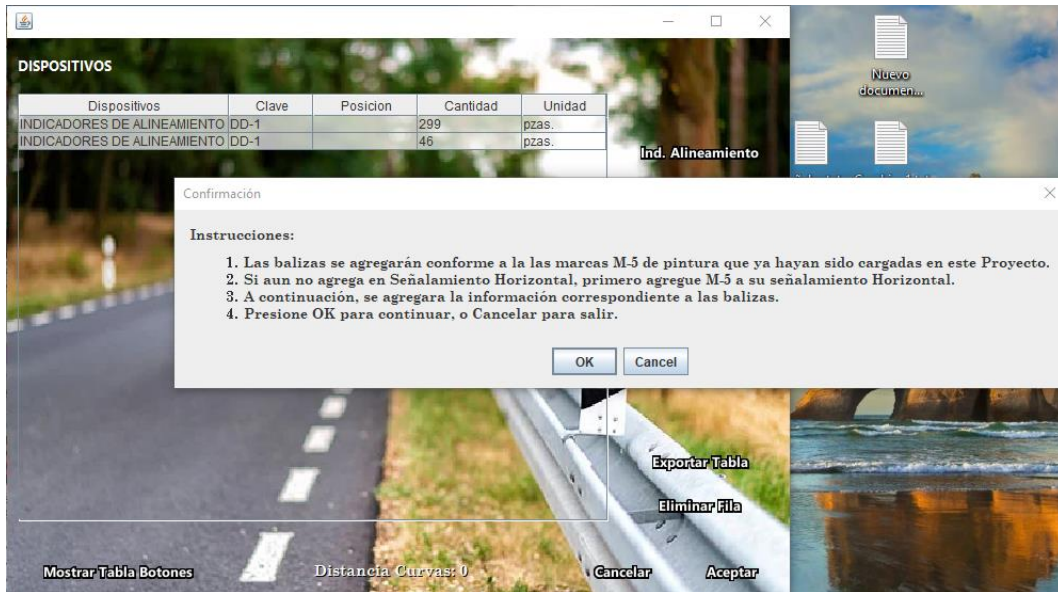 DISPOSITIVOS
Dispositivos Clave Posicion Cantidad Unidad
INDICADORES DE ALINEAMIENTO DD-1 299 pzas.
INDICADORES DE ALINEAMIENTO DD-1 46 pzas.
Ind. Alineamiento
Nuevo
documen...
Confirmación
Instrucciones:
1. Las balizas se agregarán conforme a la las marcas M-5 de pintura que ya hayan sido cargadas en este Proyecto.
2. Si aun no agrega en Señalamiento Horizontal, primero agregue M-5 a su señalamiento Horizontal.
3. A continuación, se agregara la información correspondiente a las balizas.
4. Presione OK para continuar, o Cancelar para salir.
OK Cancel
Exportar Tabla
Eliminar Fila
Mostrar Tabla Botones Distancia Curvas: 0 Cancelar Aceptar